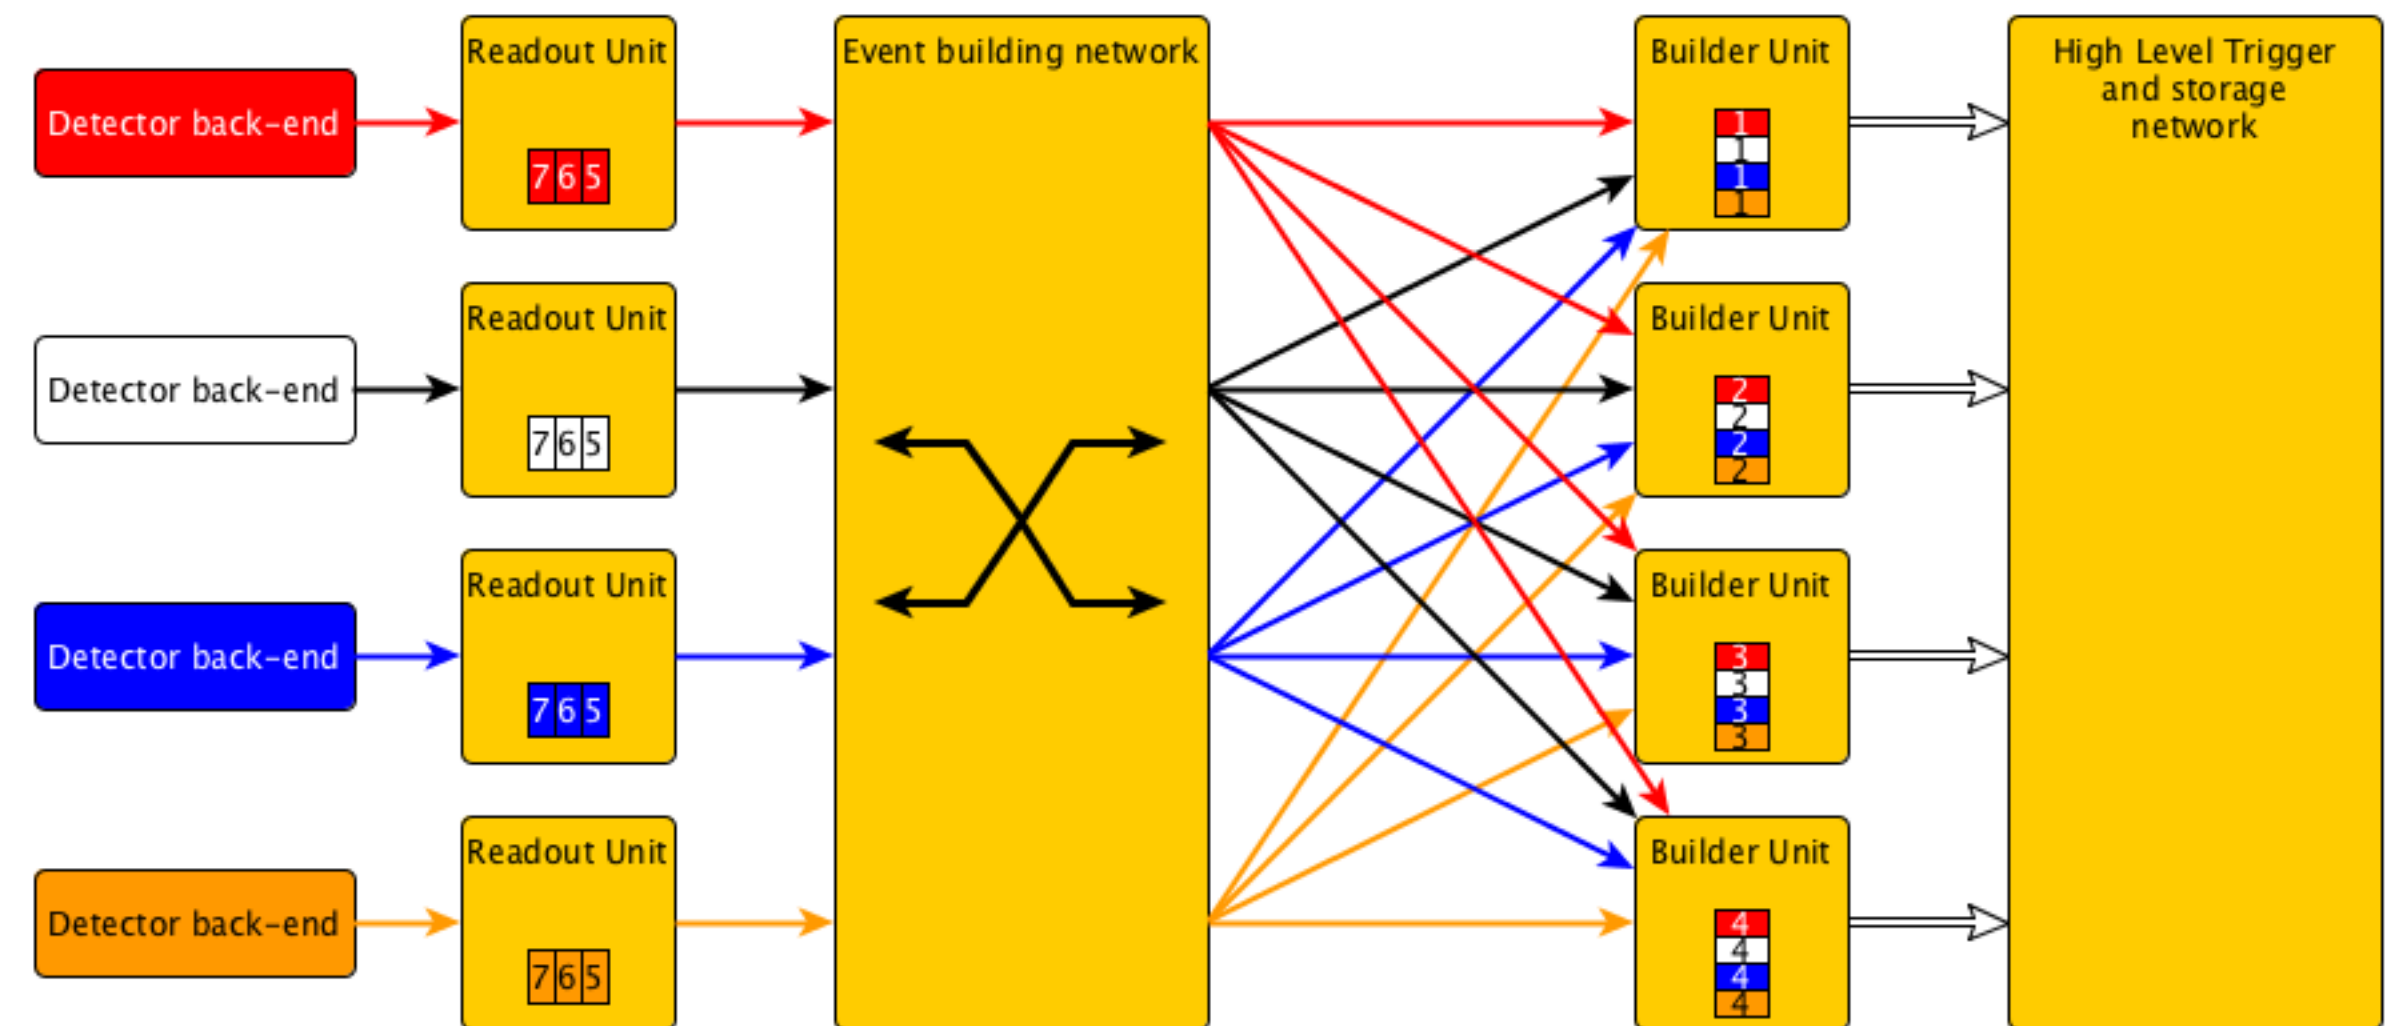 Detector back-end
Readout Unit
7 6 5
Event building network
Builder Unit
1
1
1
1
High Level Trigger
and storage
network
Detector back-end
Readout Unit
7 6 5
Builder Unit
2
2
2
2
Detector back-end
Readout Unit
7 6 5
Builder Unit
3
3
3
3
Detector back-end
Readout Unit
7 6 5
Builder Unit
4
4
4
4